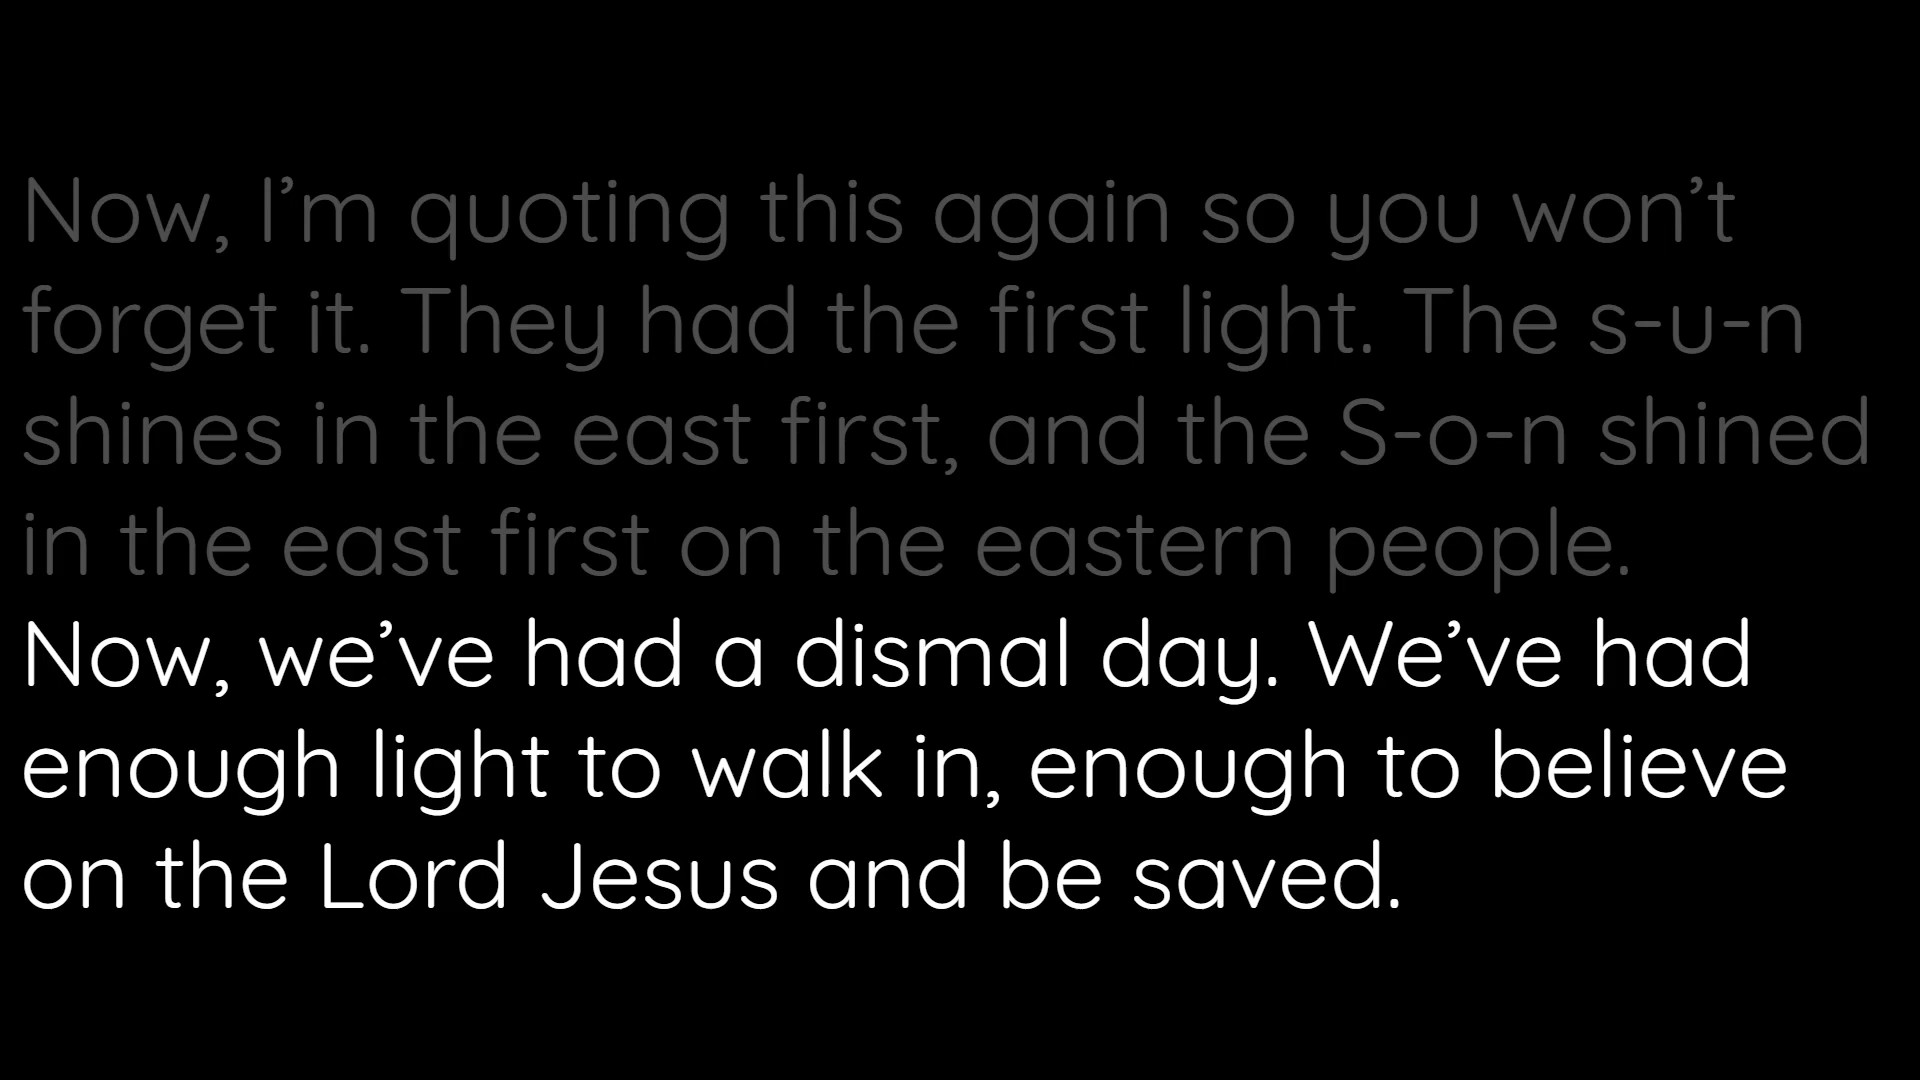 Now, I’m quoting this again so you won’t
forget it. They had the first light. The s-u-n
shines in the east first, and the S-o-n shined
in the east first on the eastern people.
Now, we’ve had a dismal day. We’ve had
enough light to walk in, enough to believe
on the Lord Jesus and be saved.